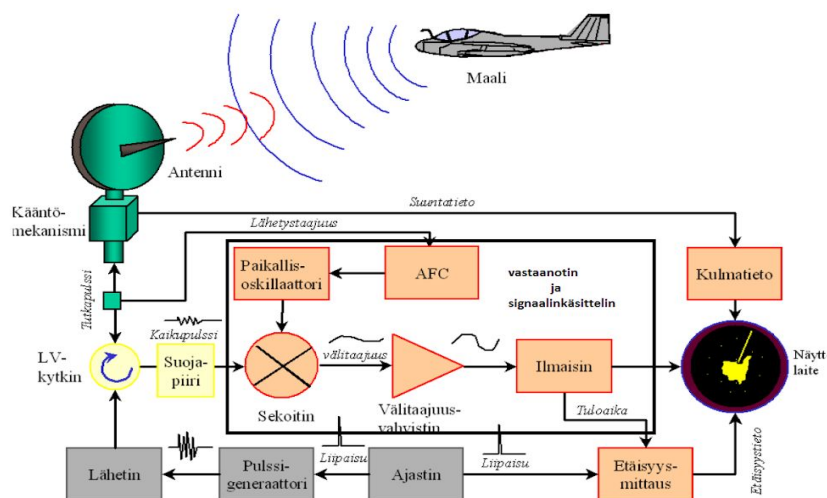 Maali
Antenni
Kääntö-
mekanismi
Suuntatieto
Lähetystaajuus
Tutkapulssi
Paikallis-
oskillaattori
AFC
vastaanotin
ja
signaalinkäsittelin
Kulmatieto
Kaikupulssi
LV-
kytkin
Suoja-
piiri
välitaajuus
Sekoitin
Välitaajuus-
vahvistin
Ilmaisin
Näytt
laite
Tuloaika
Lähetin
Pulssi-
generaattori
Liipaisu
Ajastin
Liipaisu
Etäisyys-
mittaus
Etäisyystieto